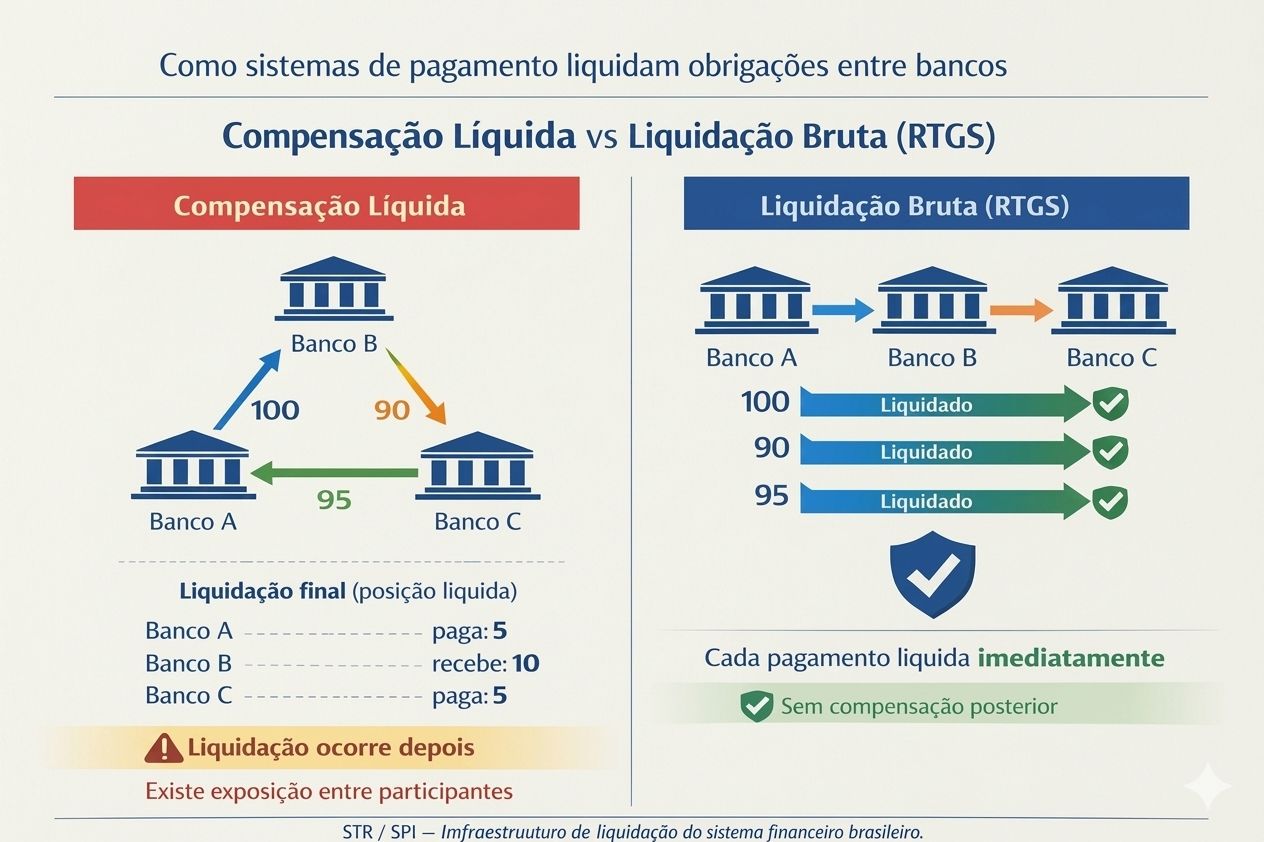 Como sistemas de pagamento liquidam obrigações entre bancos
Compensação Líquida vs Liquidação Bruta (RTGS)
Compensação Líquida
Banco B
100
90
95
Banco A
Banco C
Liquidação final (posição liquida)
Banco A paga: 5
Banco B recebe: 10
Banco C paga: 5
Liquidação ocorre depois
Existe exposição entre participantes
Liquidação Bruta (RTGS)
Banco A
Banco B
Banco C
100 Liquidado
90 Liquidado
95 Liquidado
Cada pagamento liquida imediatamente
Sem compensação posterior
STR / SPI — Infraestruuturo de liquidação do sistema financeiro brasileiro.